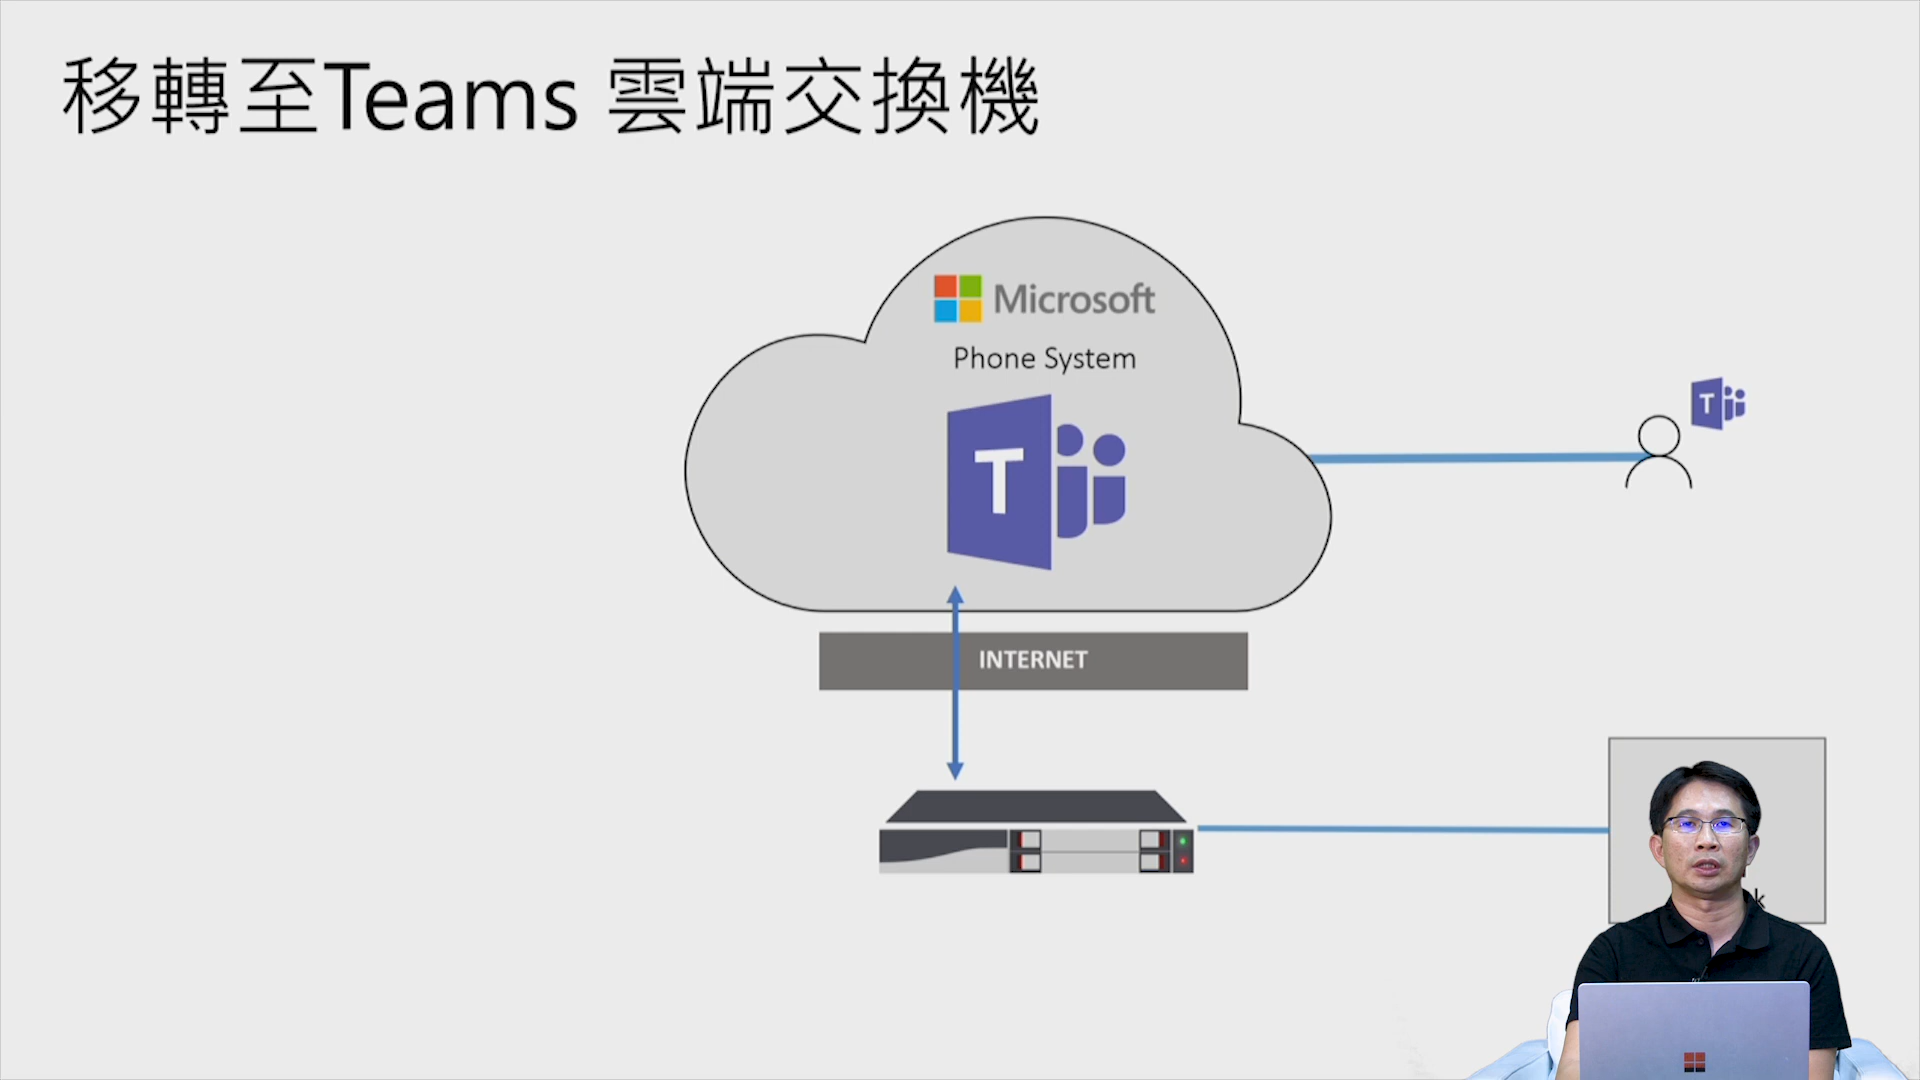 移轉至Teams 雲端交換機
Microsoft
Phone System
T
T
INTERNET
k